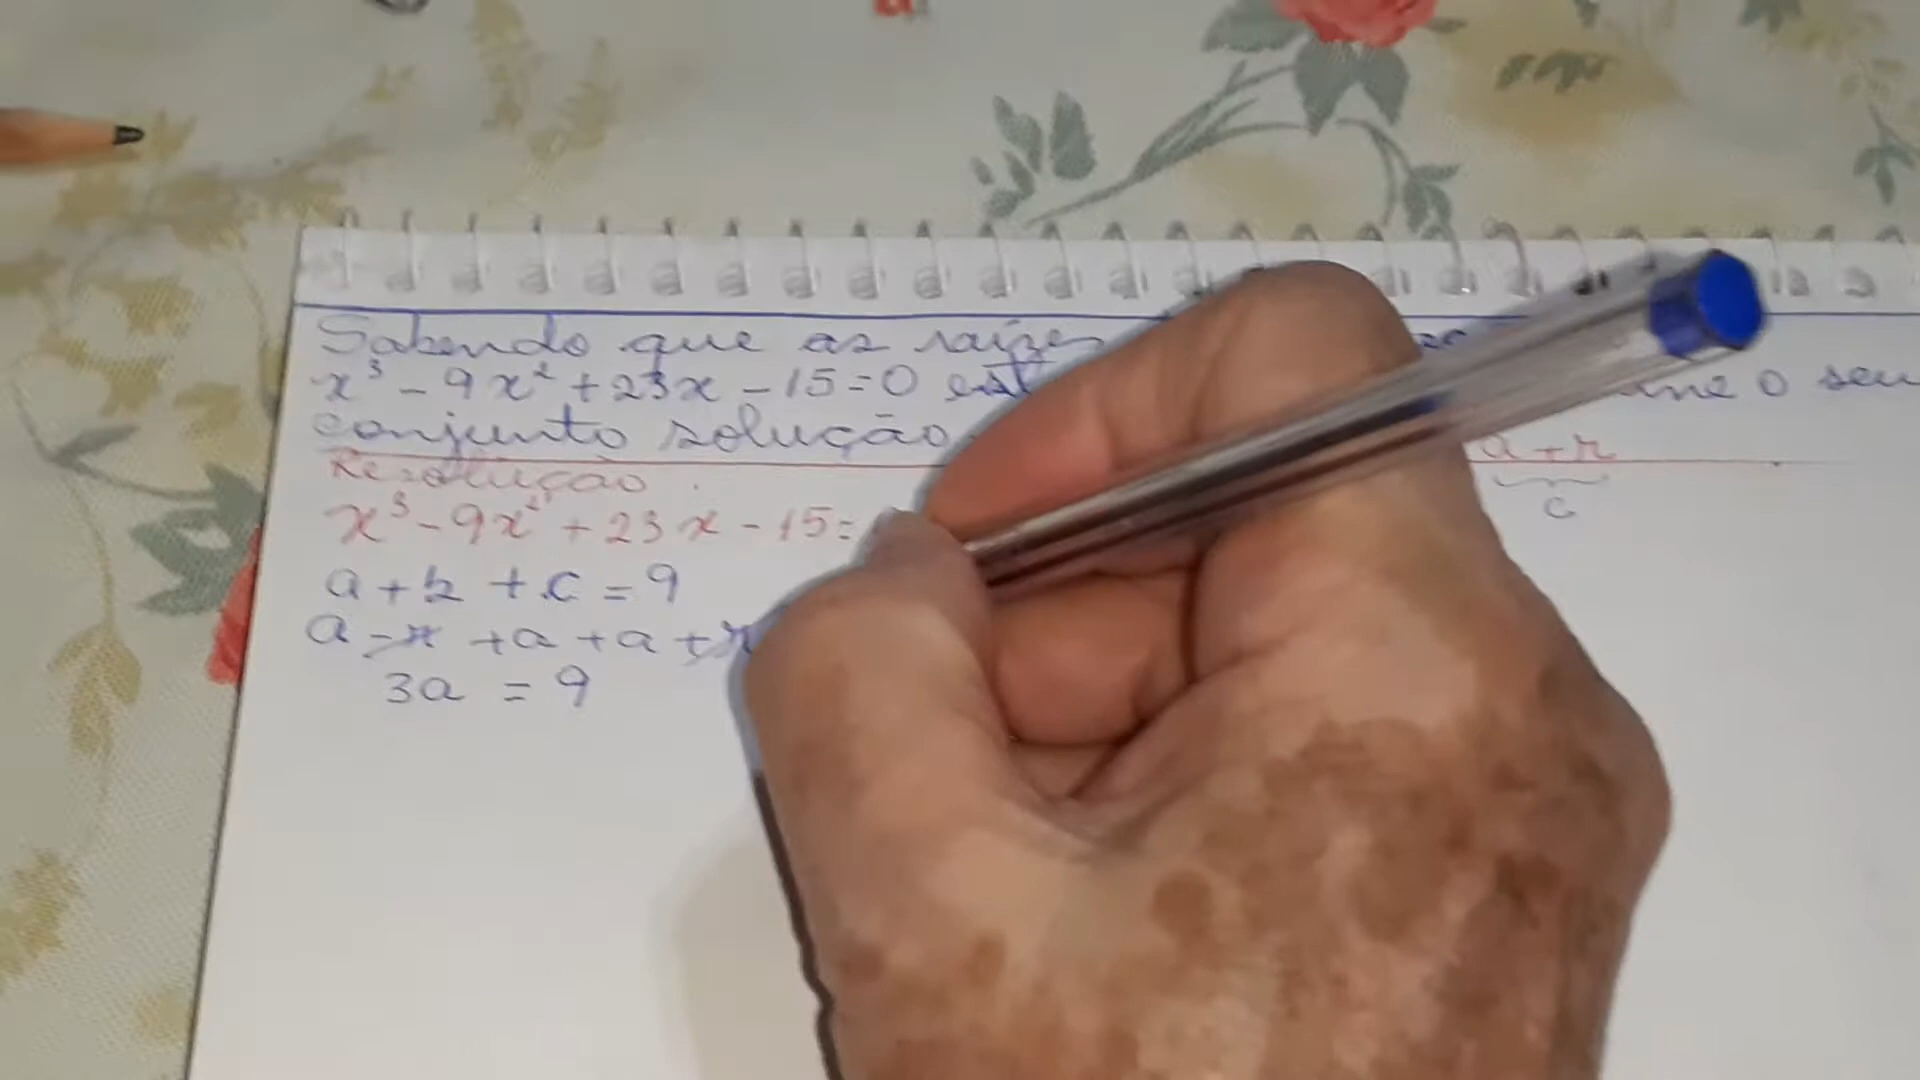 Sabendo que as raízes
x³ - 9x² + 23x - 15 = 0 o seu
conjunto solução
a + r
c
Resolução
x³ - 9x² + 23x - 15 =
a + b + c = 9
a - r + a + a + r
3a = 9